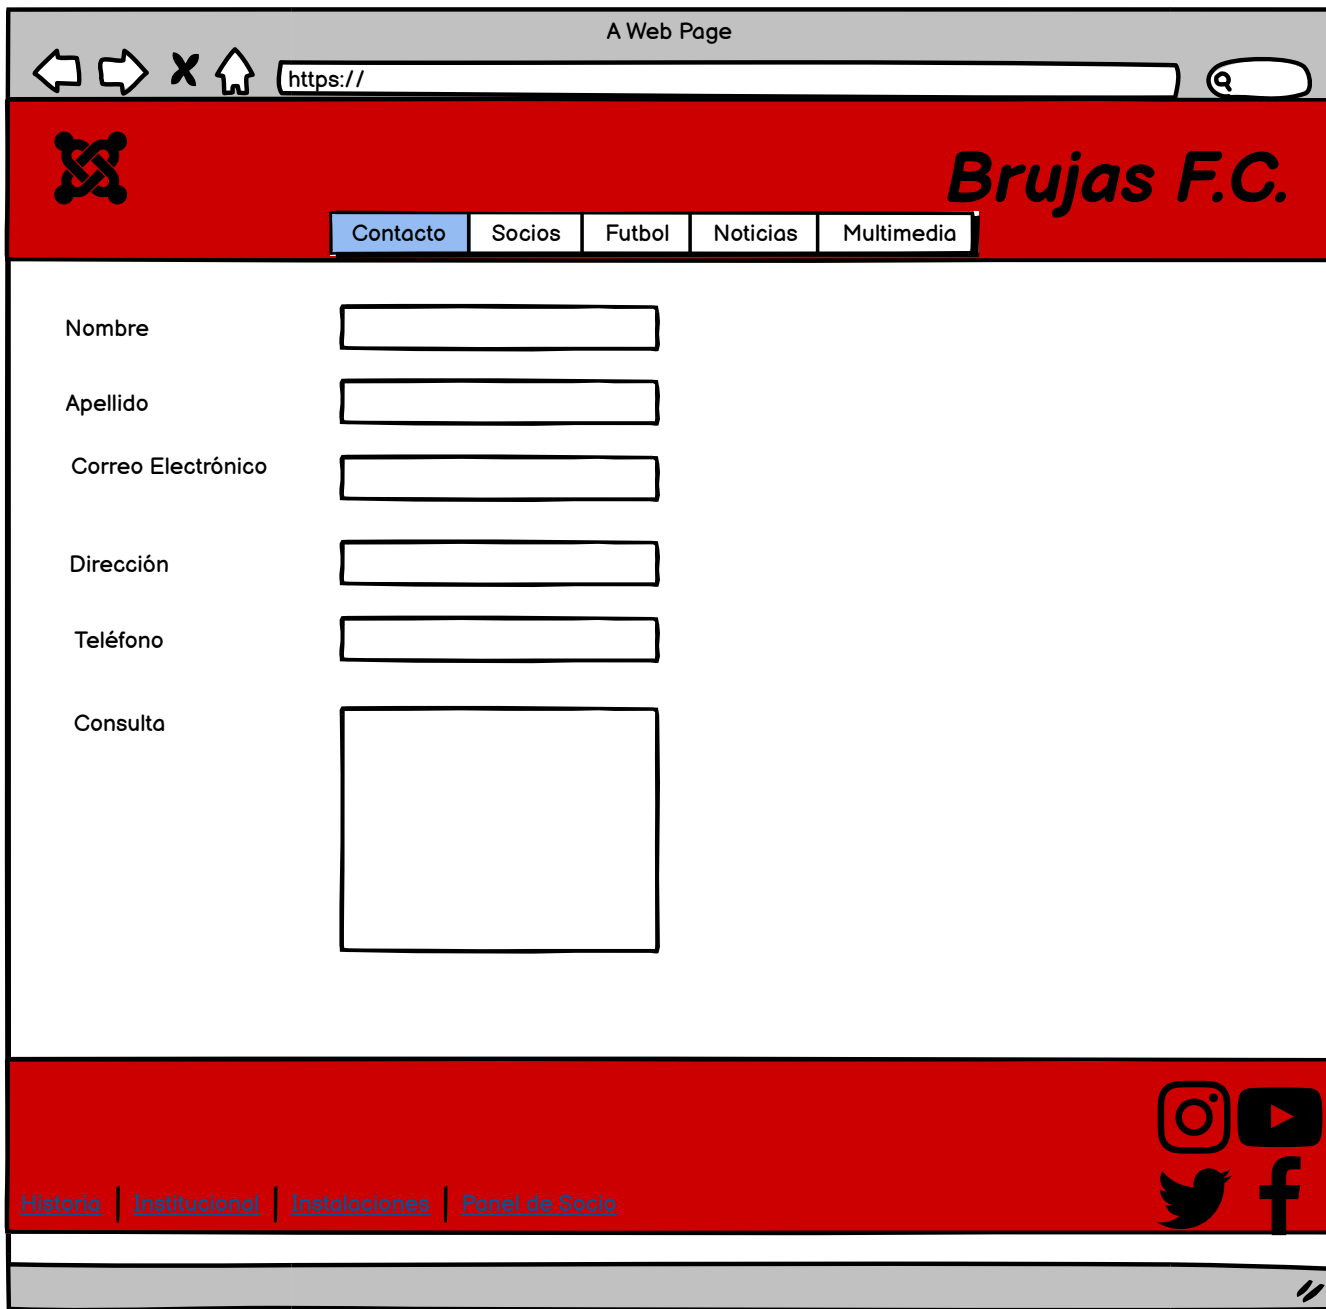 A Web Page
https://
Brujas F.C.
Contacto Socios Futbol Noticias Multimedia
Nombre
Apellido
Correo Electrónico
Dirección
Teléfono
Consulta
Historia Institucional Instalaciones Panel de Socio